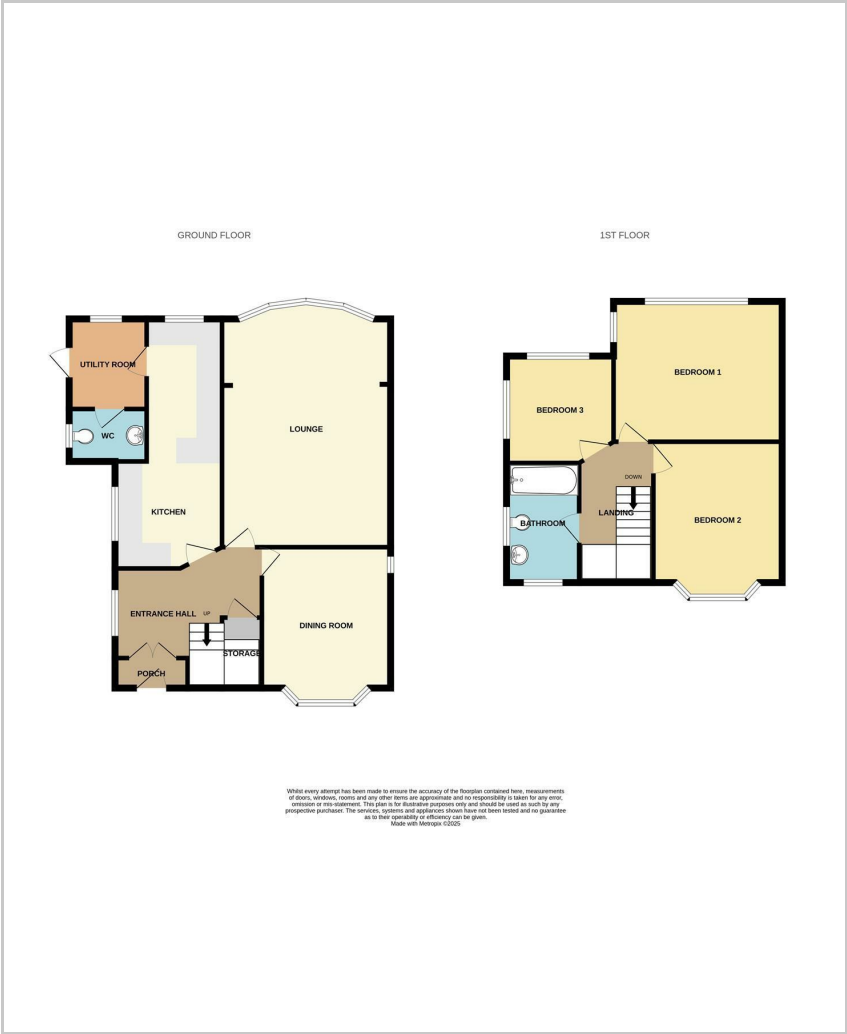 GROUND FLOOR
UTILITY ROOM
WC
LOUNGE
KITCHEN
ENTRANCE HALL
UP
DINING ROOM
STORAGE
PORCH
1ST FLOOR
BEDROOM 1
BEDROOM 3
DOWN
LANDING
BATHROOM
BEDROOM 2
Whilst every attempt has been made to ensure the accuracy of the floorplan contained here, measurements
of doors, windows, rooms and any other items are approximate and no responsibility is taken for any error,
omission or mis-statement. This plan is for illustrative purposes only and should be used as such by any
prospective purchaser. The services, systems and appliances shown have not been tested and no guarantee
as to their operability or efficiency can be given.
Made with Metropix ©2025